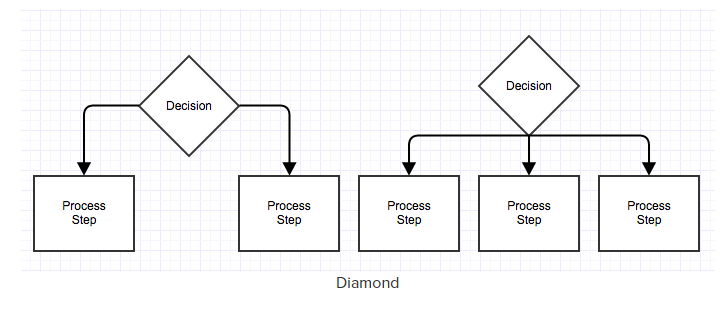 Decision
Decision
Process
Step
Process
Step
Process
Step
Process
Step
Process
Step
Diamond